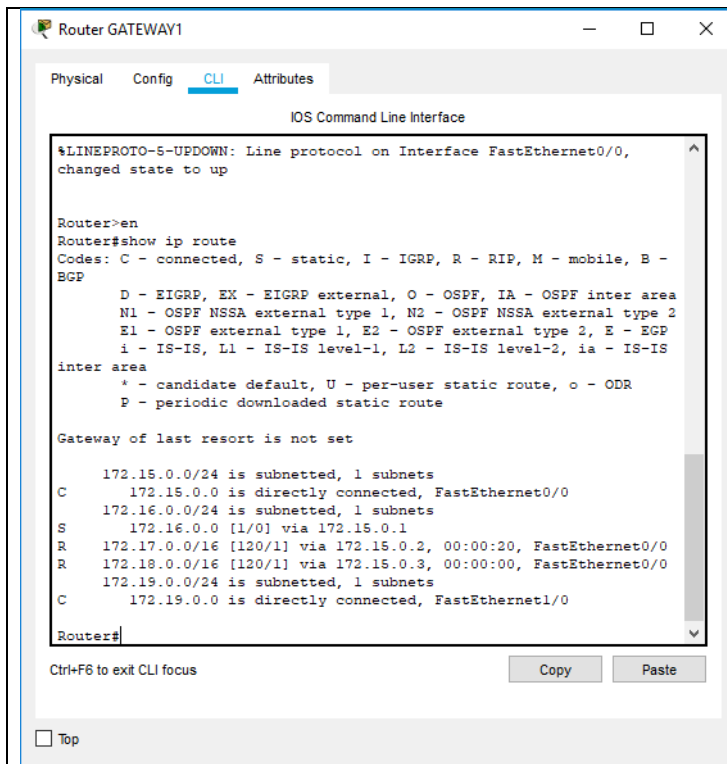 Router GATEWAY1
Physical Config CLI Attributes
IOS Command Line Interface
%LINEPROTO-5-UPDOWN: Line protocol on Interface FastEthernet0/0,
changed state to up
Router>en
Router#show ip route
Codes: C - connected, S - static, I - IGRP, R - RIP, M - mobile, B -
BGP
D - EIGRP, EX - EIGRP external, O - OSPF, IA - OSPF inter area
N1 - OSPF NSSA external type 1, N2 - OSPF NSSA external type 2
E1 - OSPF external type 1, E2 - OSPF external type 2, E - EGP
i - IS-IS, L1 - IS-IS level-1, L2 - IS-IS level-2, ia - IS-IS
inter area
* - candidate default, U - per-user static route, o - ODR
P - periodic downloaded static route
Gateway of last resort is not set
172.15.0.0/24 is subnetted, 1 subnets
C 172.15.0.0 is directly connected, FastEthernet0/0
172.16.0.0/24 is subnetted, 1 subnets
S 172.16.0.0 [1/0] via 172.15.0.1
R 172.17.0.0/16 [120/1] via 172.15.0.2, 00:00:20, FastEthernet0/0
R 172.18.0.0/16 [120/1] via 172.15.0.3, 00:00:00, FastEthernet0/0
172.19.0.0/24 is subnetted, 1 subnets
C 172.19.0.0 is directly connected, FastEthernet1/0
Router#
Ctrl+F6 to exit CLI focus
Copy Paste
Top